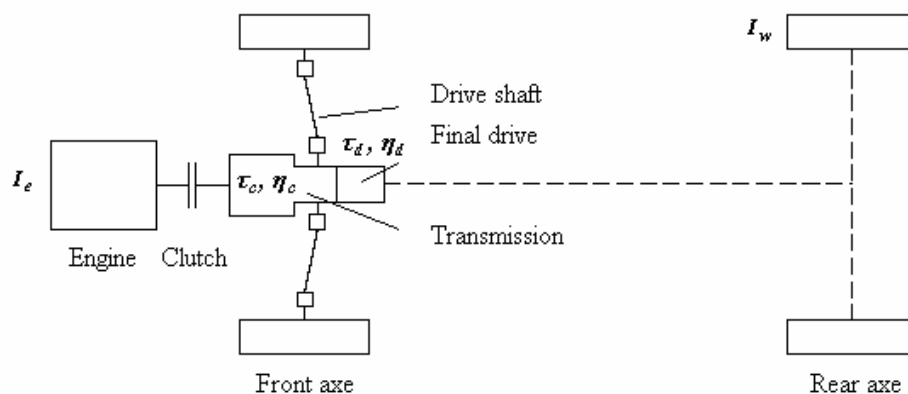 I_w
Drive shaft
Final drive
τ_d, η_d
I_e
τ_c, η_c
Engine
Clutch
Transmission
Front axe
Rear axe